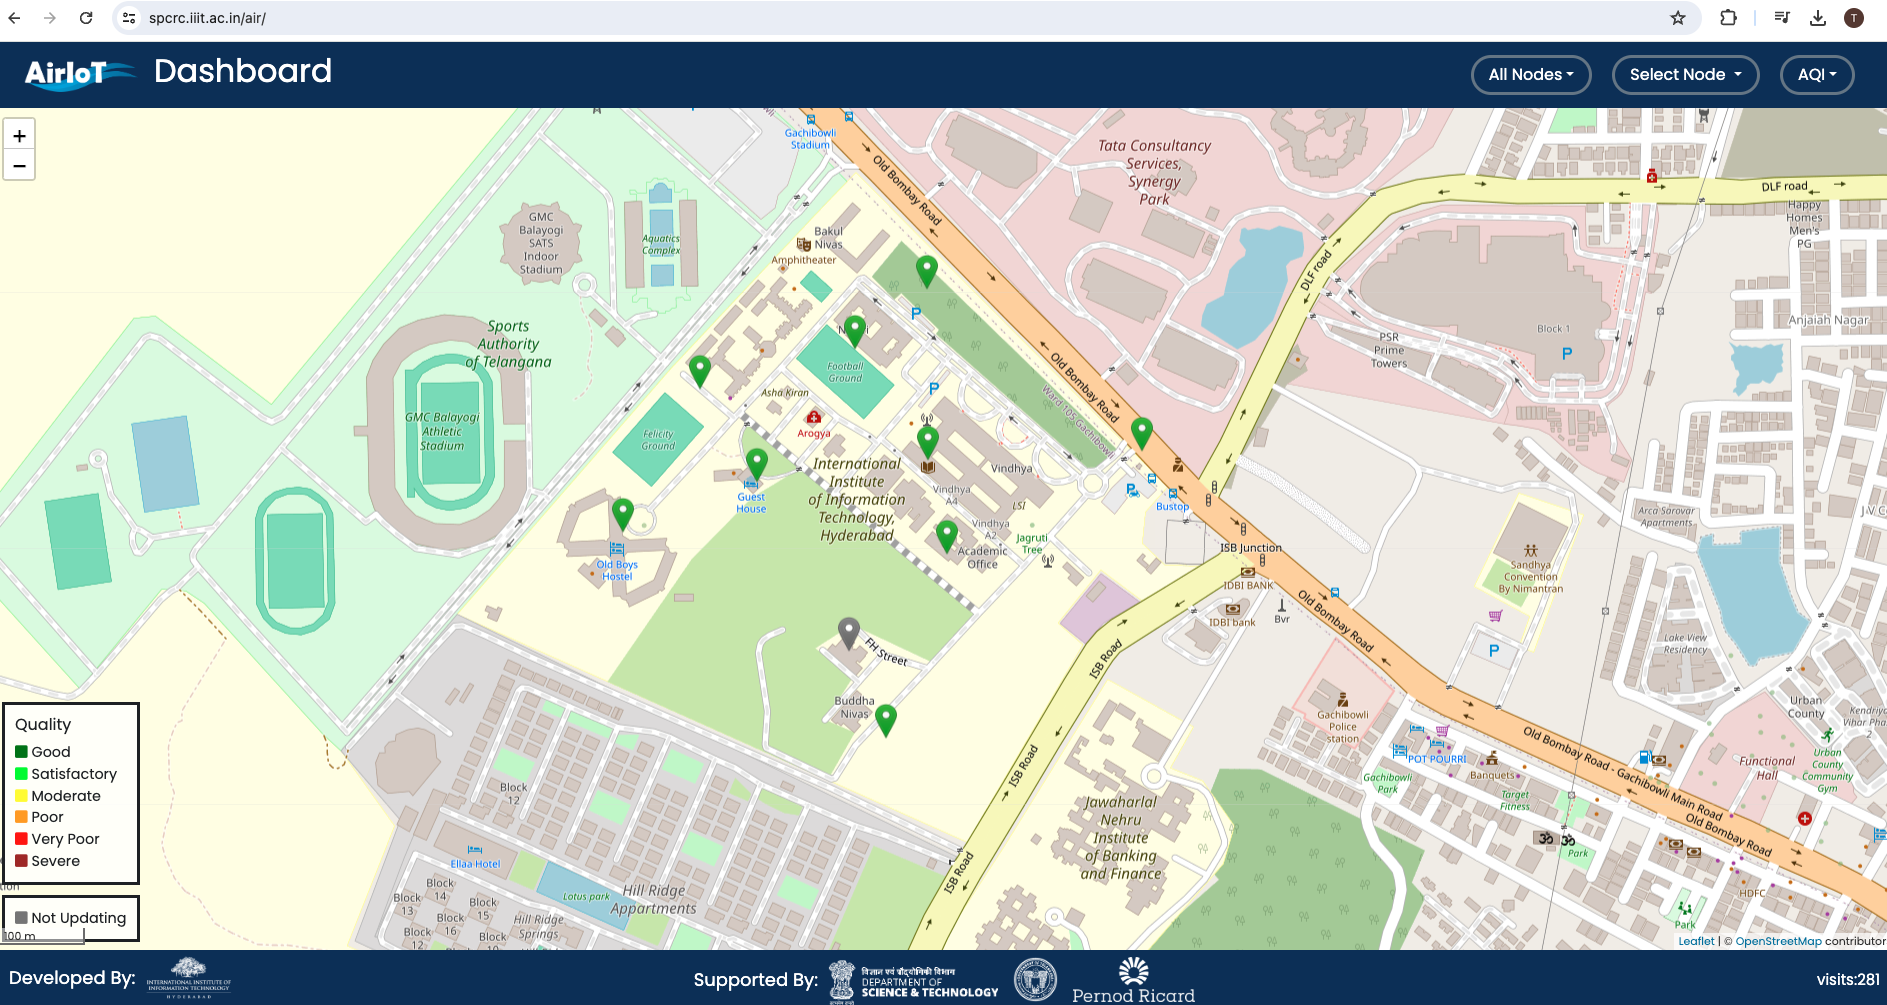 spcrc.iiit.ac.in/air/
T
AirIoT
Dashboard
All Nodes
Select Node
AQI
+
−
Gachibowli
Stadium
Old Bombay Road
Tata Consultancy
Services,
Synergy
Park
DLF road
Happy
Homes
Men's
PG
GMC
Balayogi
SATS
Indoor
Stadium
Aquatics
Complex
Bakul
Nivas
Amphitheater
DLF road
Sports
Authority
of Telangana
P
Football
Ground
Old Bombay Road
PSR
Prime
Towers
Block 1
P
Anjaiah Nagar
P
Asha Kiran
Arogya
Ward 105 Gachibowli
GMC Balayogi
Athletic
Stadium
Felicity
Ground
International
Institute
of Information
Technology,
Hyderabad
Vindhya
Vindhya
A4
LSI
Guest
House
P
Bustop
Arca Sarovar
Apartments
Vindhya
A2
Academic
Office
Jagruti
Tree
ISB Junction
Old Boys
Hostel
Sandhya
Convention
By Nimantran
IDBI BANK
IDBI bank
Bvr
Old Bombay Road
P
Lake View
Residency
FH Street
ISB Road
Buddha
Nivas
Gachibowli
Police
station
Urban
County
Kendriya
Vihar Pha
2
Quality
Good
Satisfactory
Moderate
Poor
Very Poor
Severe
ISB Road
POT POURRI
Banquets
Old Bombay Road - Gachibowli Main Road
Functional
Hall
Urban
County
Community
Gym
Gachibowli
Park
Target
Fitness
Block
12
Jawaharlal
Nehru
Institute
of Banking
and Finance
Old Bombay Road
Park
ISB Road
Ellaa Hotel
Block
14
Block
13
Block
15
Block
16
Block
12
Block
Lotus park
Hill Ridge
Appartments
Hill Ridge
Springs
HDFC
Park
tion
Not Updating
100 m
Leaflet | © OpenStreetMap contributor
Developed By:
INTERNATIONAL INSTITUTE OF
INFORMATION TECHNOLOGY
HYDERABAD
Supported By:
विज्ञान एवं प्रौद्योगिकी विभाग
DEPARTMENT OF
SCIENCE & TECHNOLOGY
Pernod Ricard
visits:281